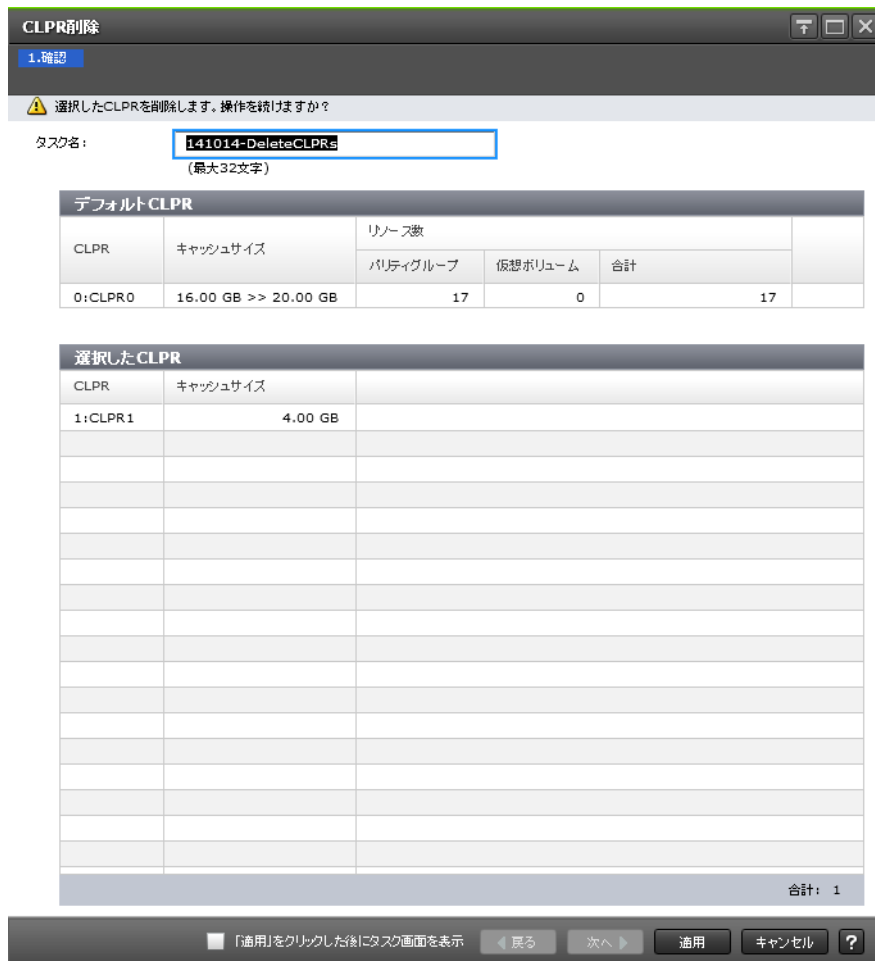 CLPR削除
1.確認
選択したCLPRを削除します。操作を続けますか?
タスク名: 141014-DeleteCLPRs
(最大32文字)
デフォルトCLPR
CLPR キャッシュサイズ リソース数
パリティグループ 仮想ボリューム 合計
0:CLPR0 16.00 GB >> 20.00 GB 17 0 17
選択したCLPR
CLPR キャッシュサイズ
1:CLPR1 4.00 GB
合計: 1
「適用」をクリックした後にタスク画面を表示 戻る 次へ 適用 キャンセル ?